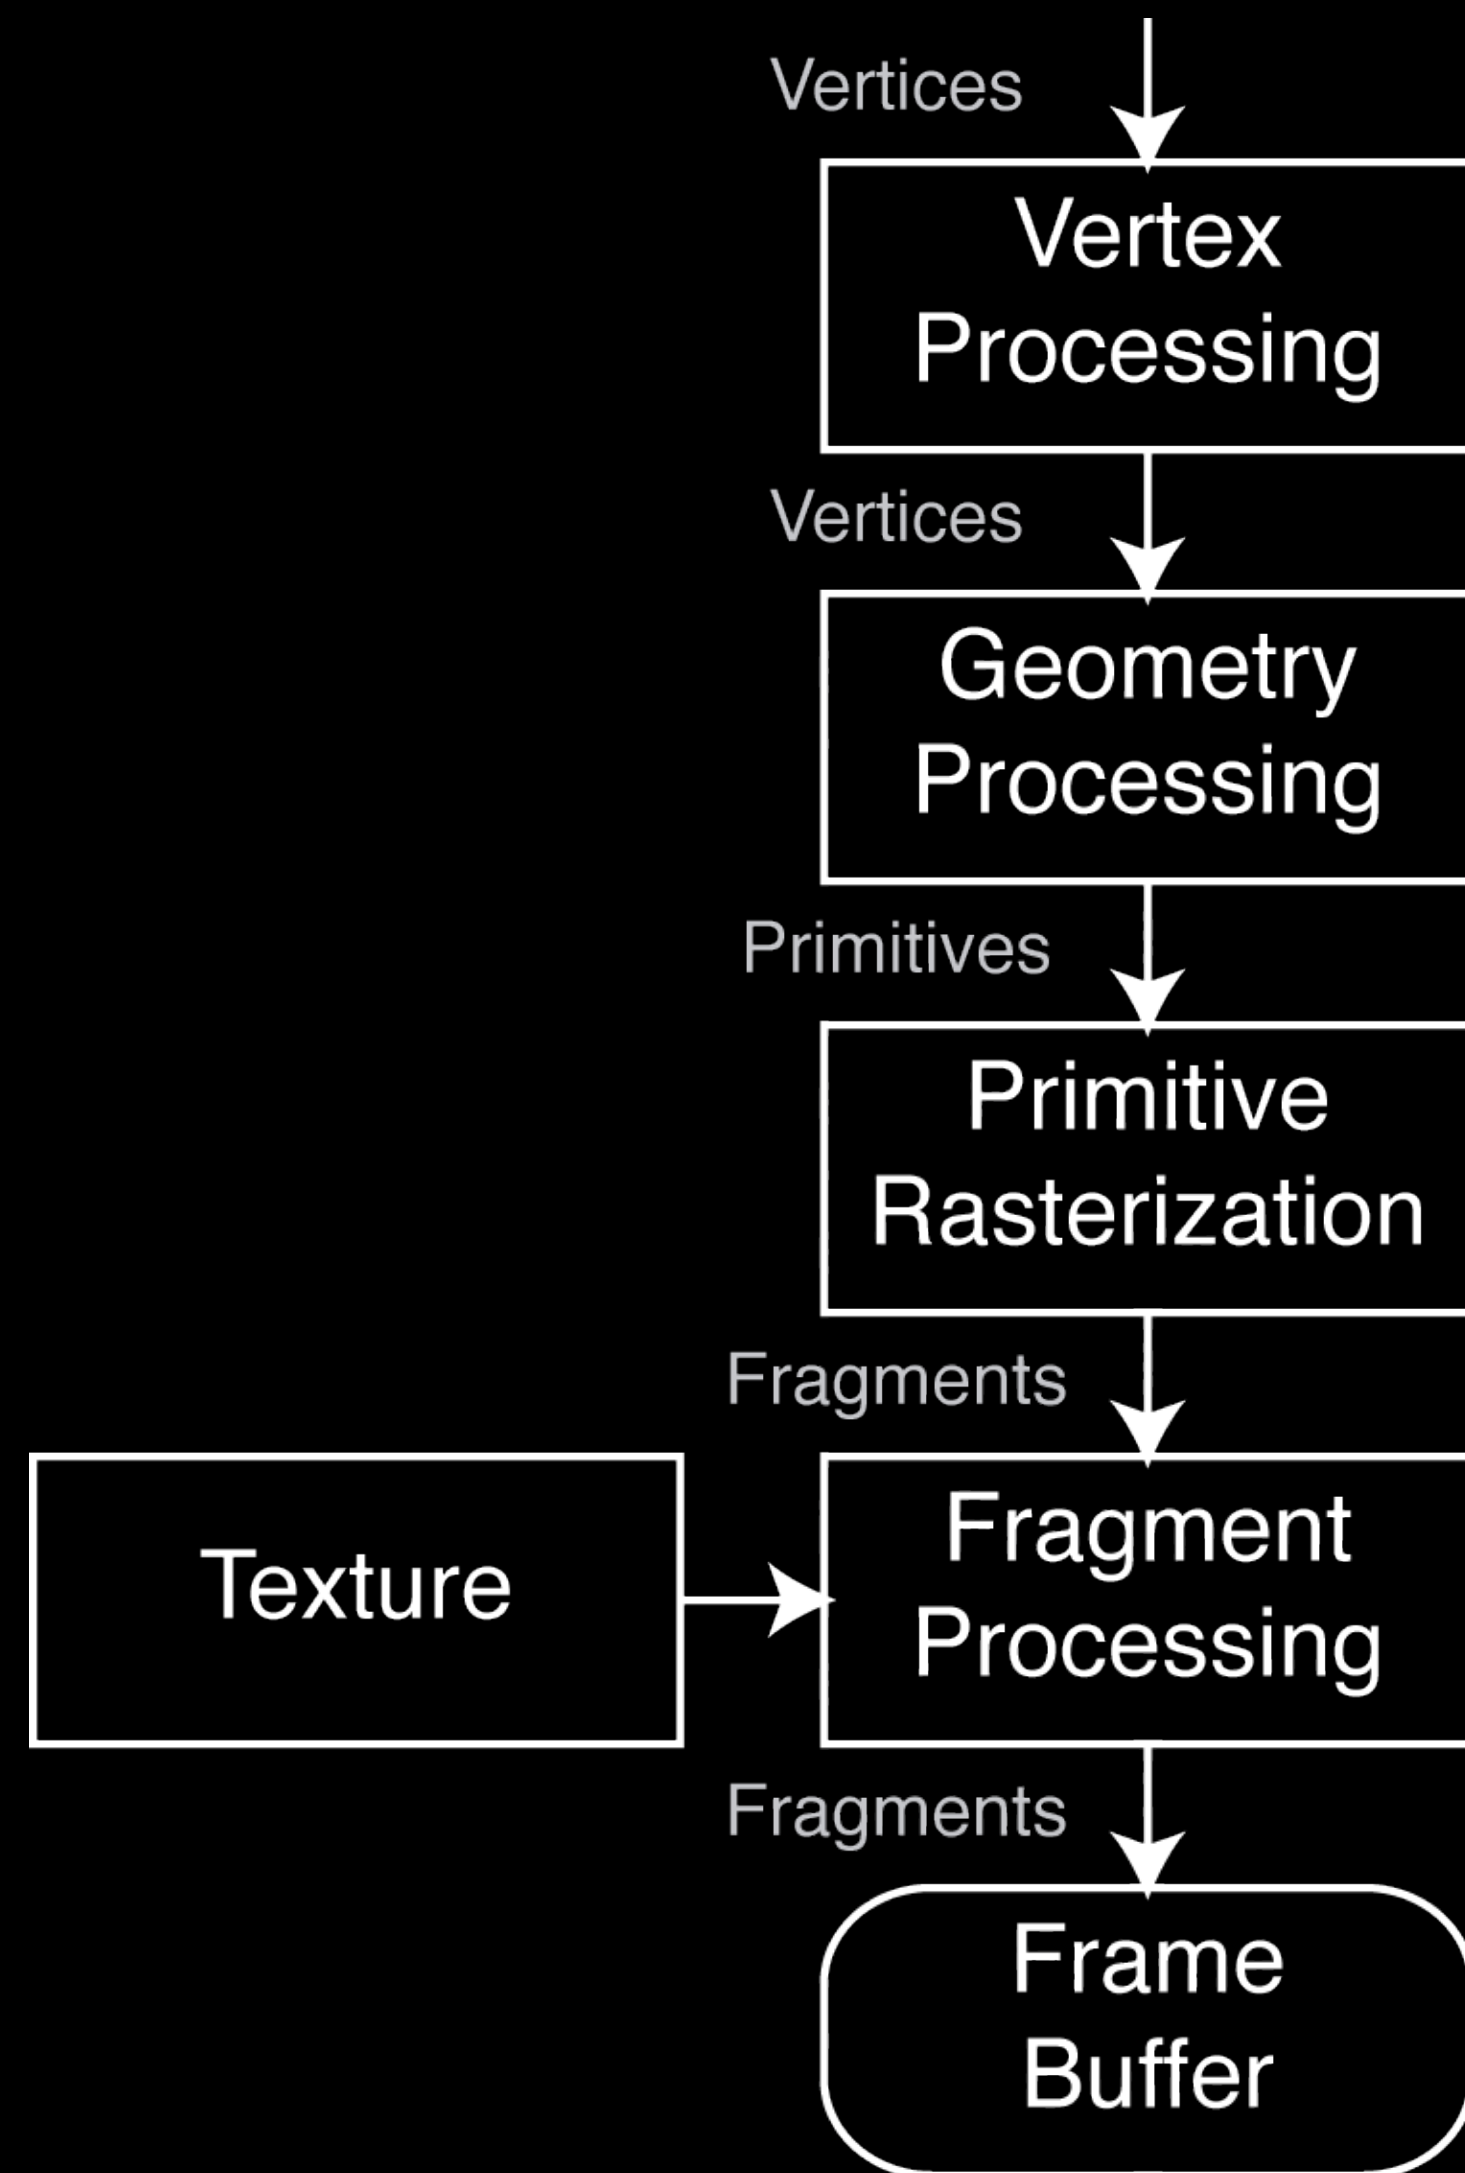 Vertices
Vertex
Processing
Vertices
Geometry
Processing
Primitives
Primitive
Rasterization
Fragments
Texture
Fragment
Processing
Fragments
Frame
Buffer